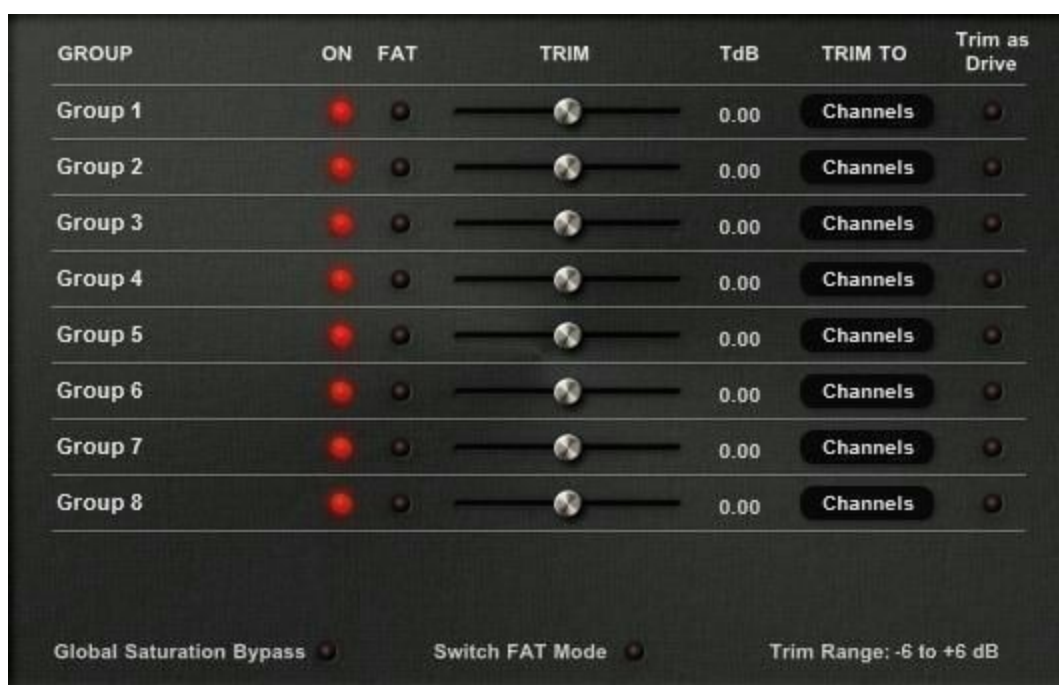 GROUP ON FAT TRIM TdB TRIM TO Trim as Drive
Group 1 0.00 Channels
Group 2 0.00 Channels
Group 3 0.00 Channels
Group 4 0.00 Channels
Group 5 0.00 Channels
Group 6 0.00 Channels
Group 7 0.00 Channels
Group 8 0.00 Channels
Global Saturation Bypass Switch FAT Mode Trim Range: -6 to +6 dB